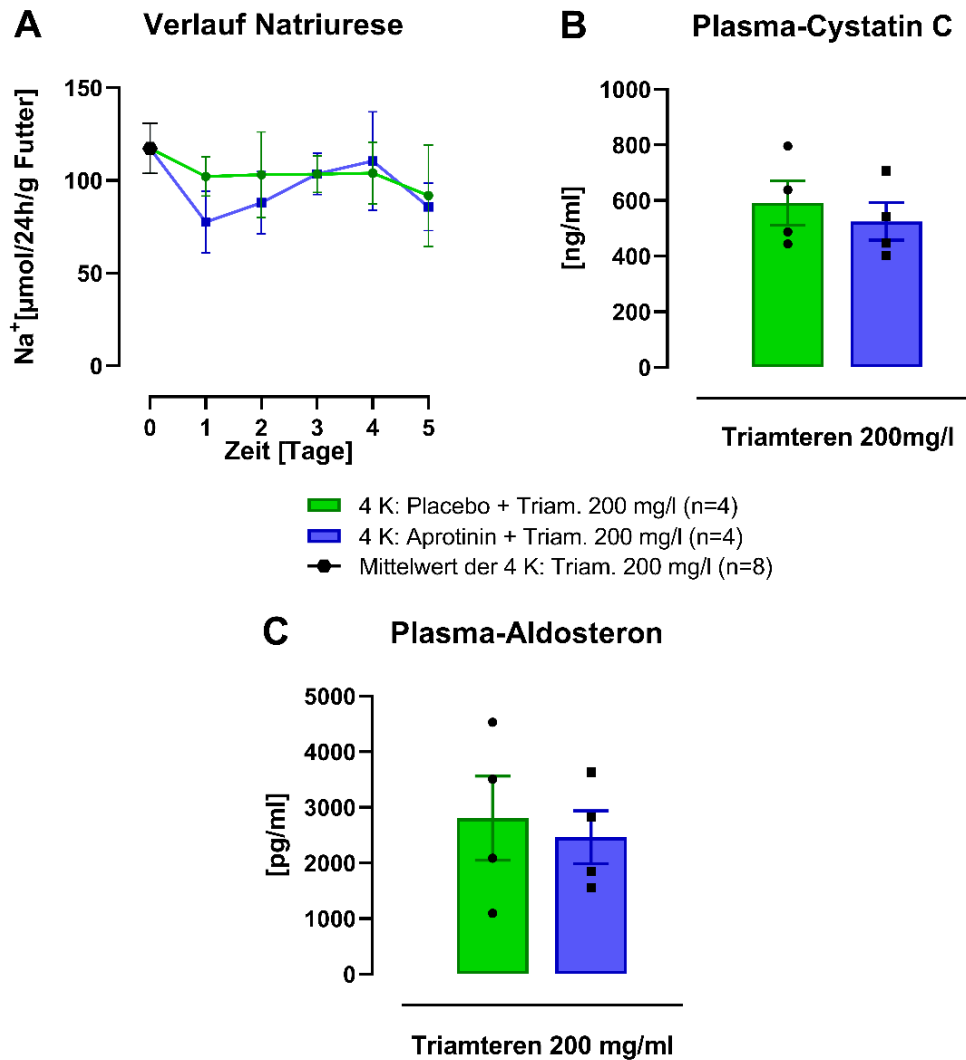 A Verlauf Natriurese
Na⁺[µmol/24h/g Futter]
150
100
50
0
0 1 2 3 4 5
Zeit [Tage]
B Plasma-Cystatin C
[ng/ml]
1000
800
600
400
200
0
Triamteren 200mg/l
4 K: Placebo + Triam. 200 mg/l (n=4)
4 K: Aprotinin + Triam. 200 mg/l (n=4)
Mittelwert der 4 K: Triam. 200 mg/l (n=8)
C Plasma-Aldosteron
[pg/ml]
5000
4000
3000
2000
1000
0
Triamteren 200 mg/ml